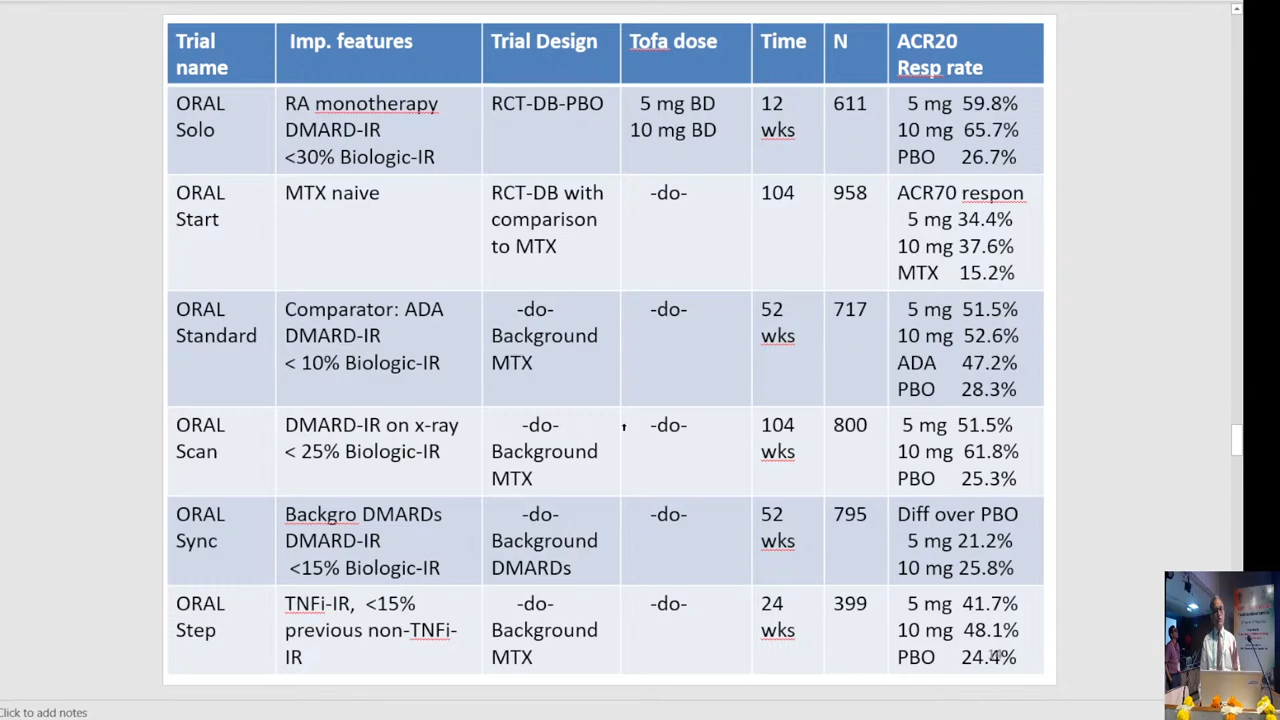 Trial name
Imp. features
Trial Design
Tofa dose
Time
N
ACR20
Resp rate
ORAL
Solo
RA monotherapy
DMARD-IR
<30% Biologic-IR
RCT-DB-PBO
5 mg BD
10 mg BD
12
wks
611
5 mg 59.8%
10 mg 65.7%
PBO 26.7%
ORAL
Start
MTX naive
RCT-DB with
comparison
to MTX
-do-
104
958
ACR70 respon
5 mg 34.4%
10 mg 37.6%
MTX 15.2%
ORAL
Standard
Comparator: ADA
DMARD-IR
< 10% Biologic-IR
-do-
Background
MTX
-do-
52
wks
717
5 mg 51.5%
10 mg 52.6%
ADA 47.2%
PBO 28.3%
ORAL
Scan
DMARD-IR on x-ray
< 25% Biologic-IR
-do-
Background
MTX
-do-
104
wks
800
5 mg 51.5%
10 mg 61.8%
PBO 25.3%
ORAL
Sync
Backgro DMARDs
DMARD-IR
<15% Biologic-IR
-do-
Background
DMARDs
-do-
52
wks
795
Diff over PBO
5 mg 21.2%
10 mg 25.8%
ORAL
Step
TNFi-IR, <15%
previous non-TNFi-
IR
-do-
Background
MTX
-do-
24
wks
399
5 mg 41.7%
10 mg 48.1%
PBO 24.4%
Click to add notes